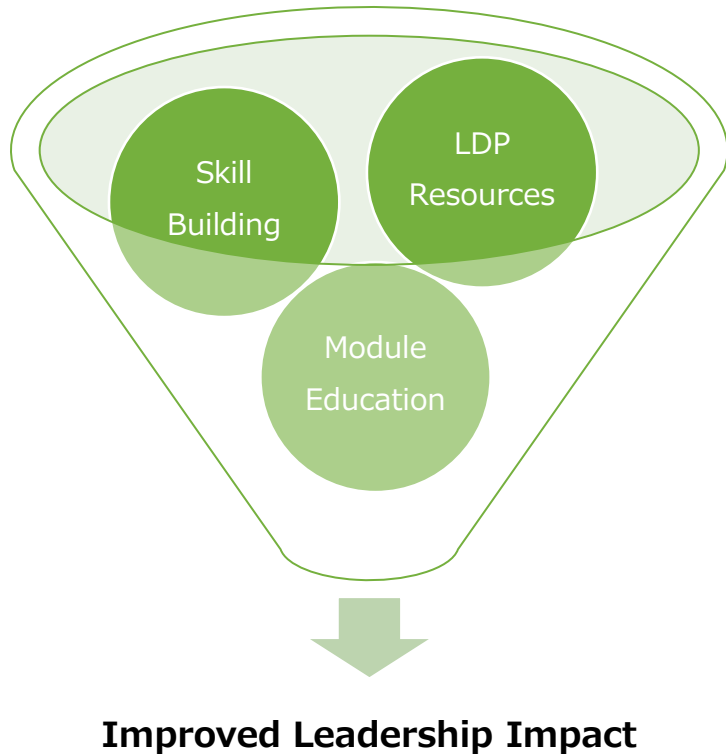 Skill
Building
LDP
Resources
Module
Education
Improved Leadership Impact